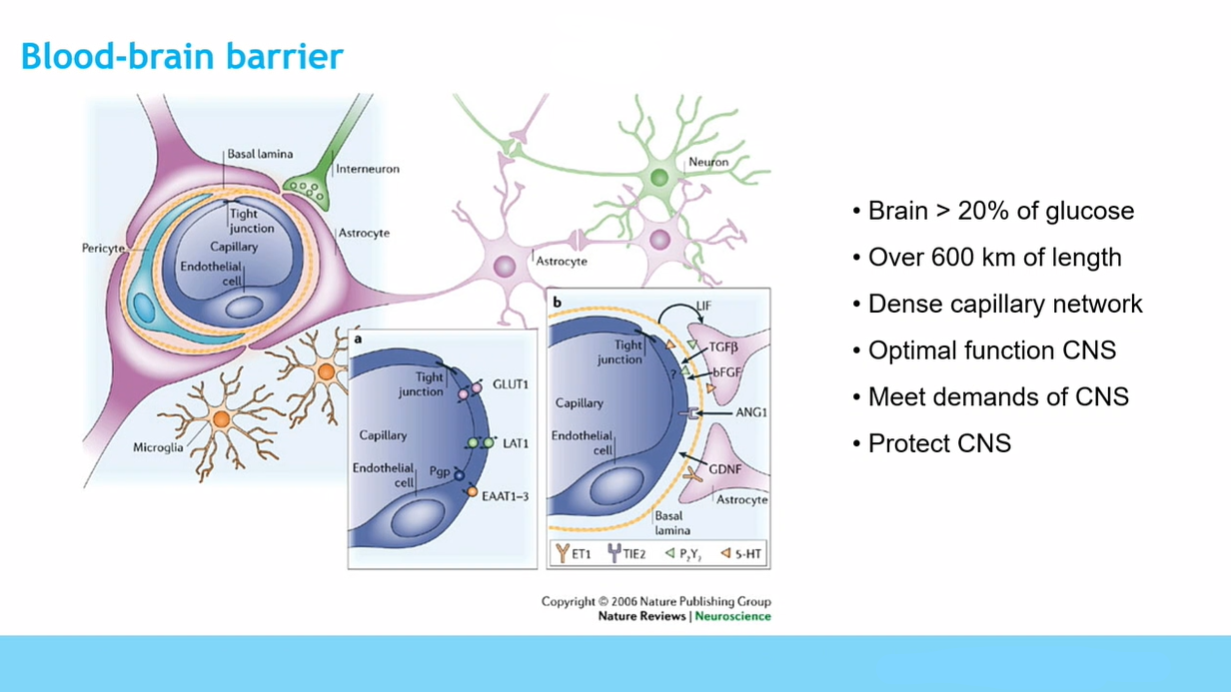 Blood-brain barrier
Basal lamina
Interneuron
Neuron
Tight
junction
Pericyte
Capillary
Astrocyte
Endothelial
cell
Astrocyte
Microglia
a
Tight
junction
GLUT1
Capillary
LAT1
Endothelial
cell
Pgp
EAAT1–3
b
LIF
Tight
junction
TGFβ
?
bFGF
Capillary
ANG1
Endothelial
cell
GDNF
Astrocyte
Basal
lamina
ET1 TIE2 P₂Y₂ 5-HT
Copyright © 2006 Nature Publishing Group
Nature Reviews | Neuroscience
• Brain > 20% of glucose
• Over 600 km of length
• Dense capillary network
• Optimal function CNS
• Meet demands of CNS
• Protect CNS